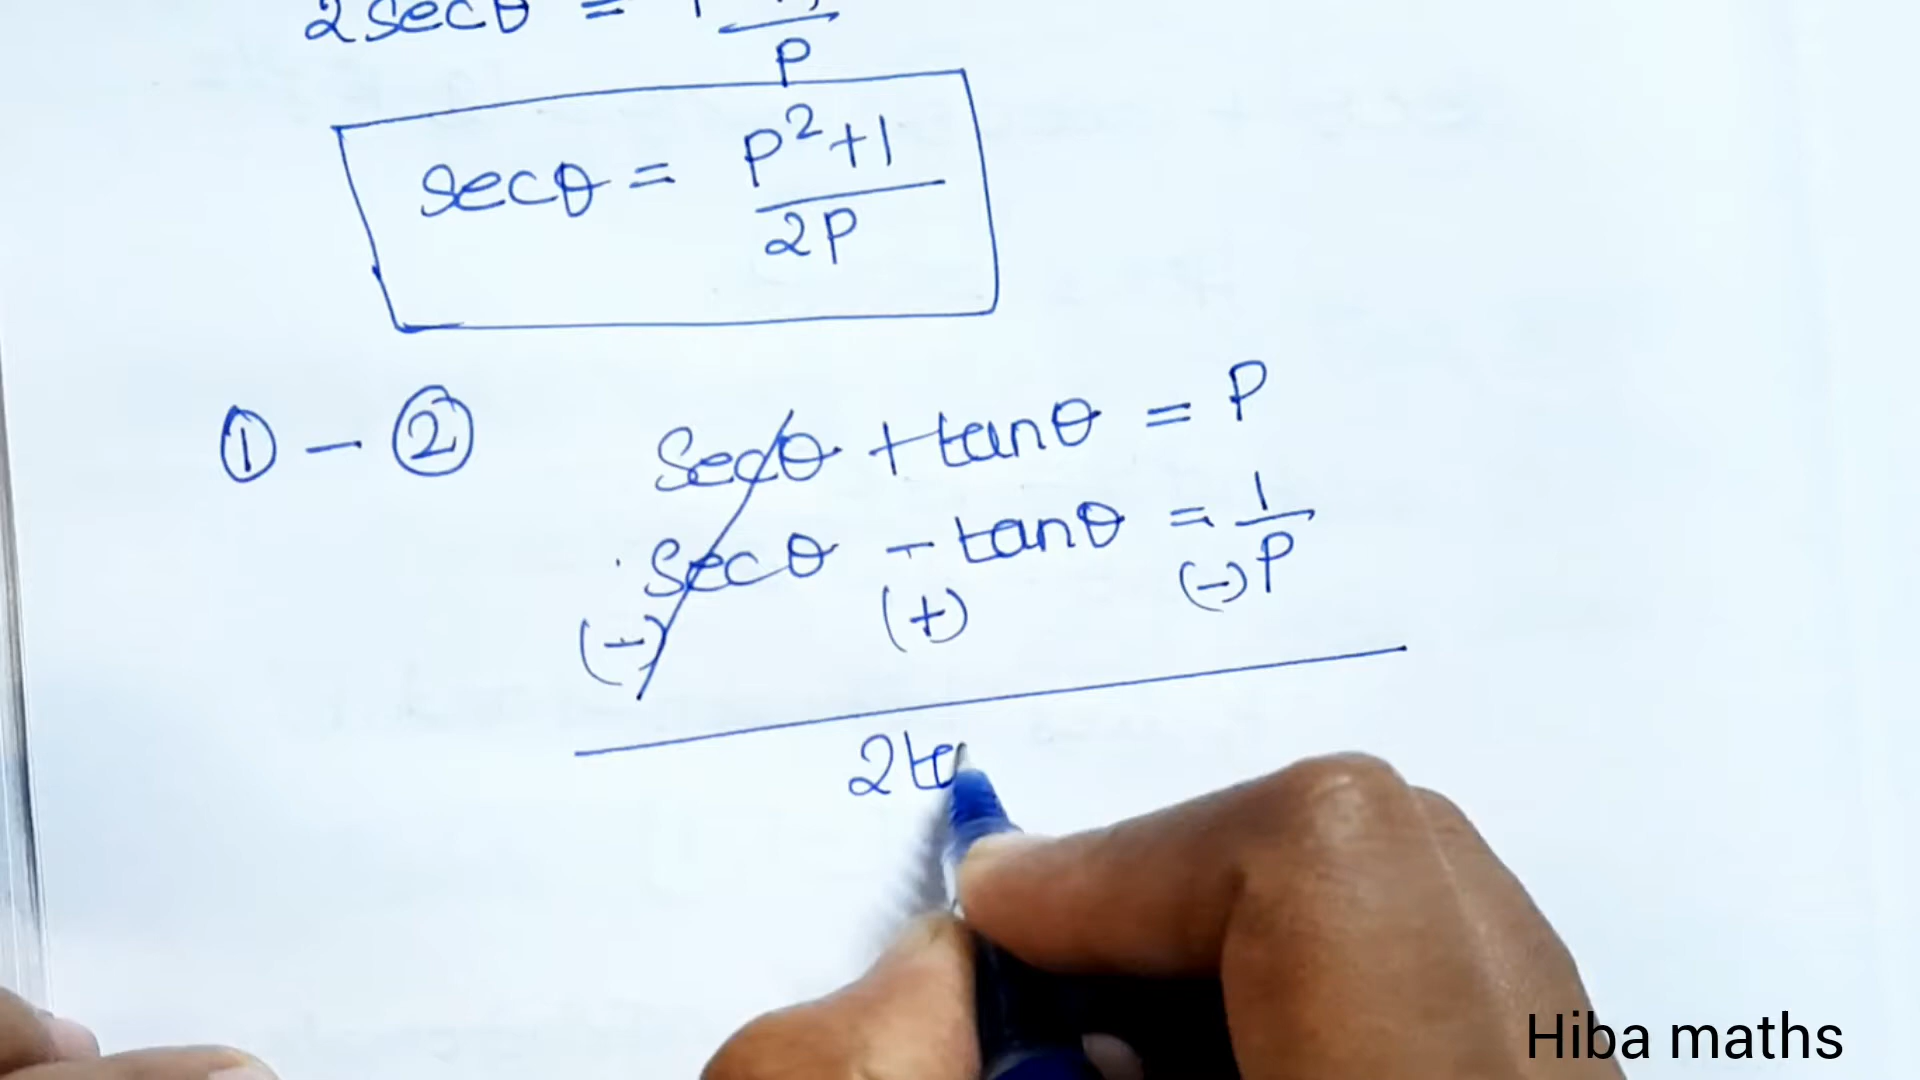 2secθ =
P
secθ = P²+1
2P
① - ② secθ + tanθ = P
secθ - tanθ = 1/P
(-) (+) (-)
2ta
Hiba maths